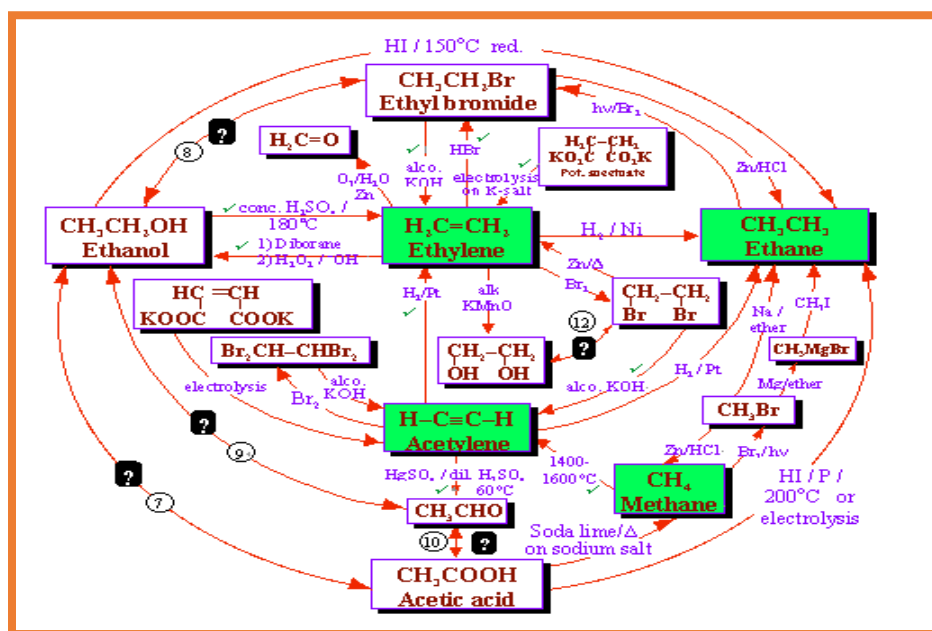 HI / 150°C red.
CH₃CH₂Br
Ethyl bromide
hν/Br₂
?
8
H₂C=O
O₃/H₂O
Zn
alco.
KOH
HBr
electrolysis
on K-salt
H₂C–CH₂
KO₂C CO₂K
Pot. succinate
Zn/HCl
CH₃CH₂OH
Ethanol
conc. H₂SO₄ /
180°C
1) Diborane
2) H₂O₂ / OH
H₂C=CH₂
Ethylene
H₂ / Ni
CH₃CH₃
Ethane
Zn/Δ
Br₂
HC=CH
KOOC COOK
H₂/Pt
alk
KMnO
12
?
CH₂–CH₂
Br Br
Na /
ether
CH₃I
Br₂CH–CHBr₂
CH₂–CH₂
OH OH
CH₃MgBr
electrolysis
Br₂
alco.
KOH
alco. KOH
H₂ / Pt
Mg/ether
H–C≡C–H
Acetylene
CH₃Br
?
9
HgSO₄ / dil. H₂SO₄
60°C
1400-
1600°C
Zn/HCl
Br₂/hν
CH₄
Methane
HI / P /
200°C or
electrolysis
?
7
CH₃CHO
10
?
Soda lime/Δ
on sodium salt
CH₃COOH
Acetic acid